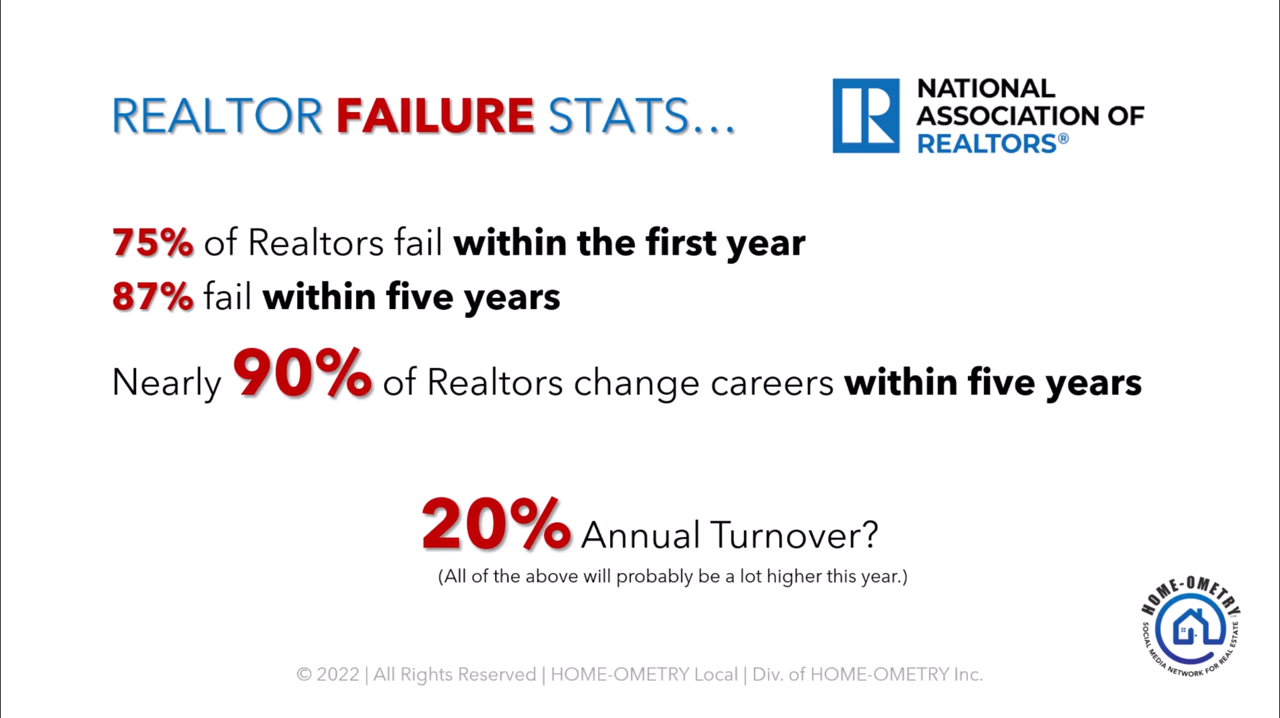 REALTOR FAILURE STATS...
NATIONAL
ASSOCIATION OF
REALTORS®
75% of Realtors fail within the first year
87% fail within five years
Nearly 90% of Realtors change careers within five years
20% Annual Turnover?
(All of the above will probably be a lot higher this year.)
HOME-OMETRY
SOCIAL MEDIA NETWORK FOR REAL ESTATE
© 2022 | All Rights Reserved | HOME-OMETRY Local | Div. of HOME-OMETRY Inc.